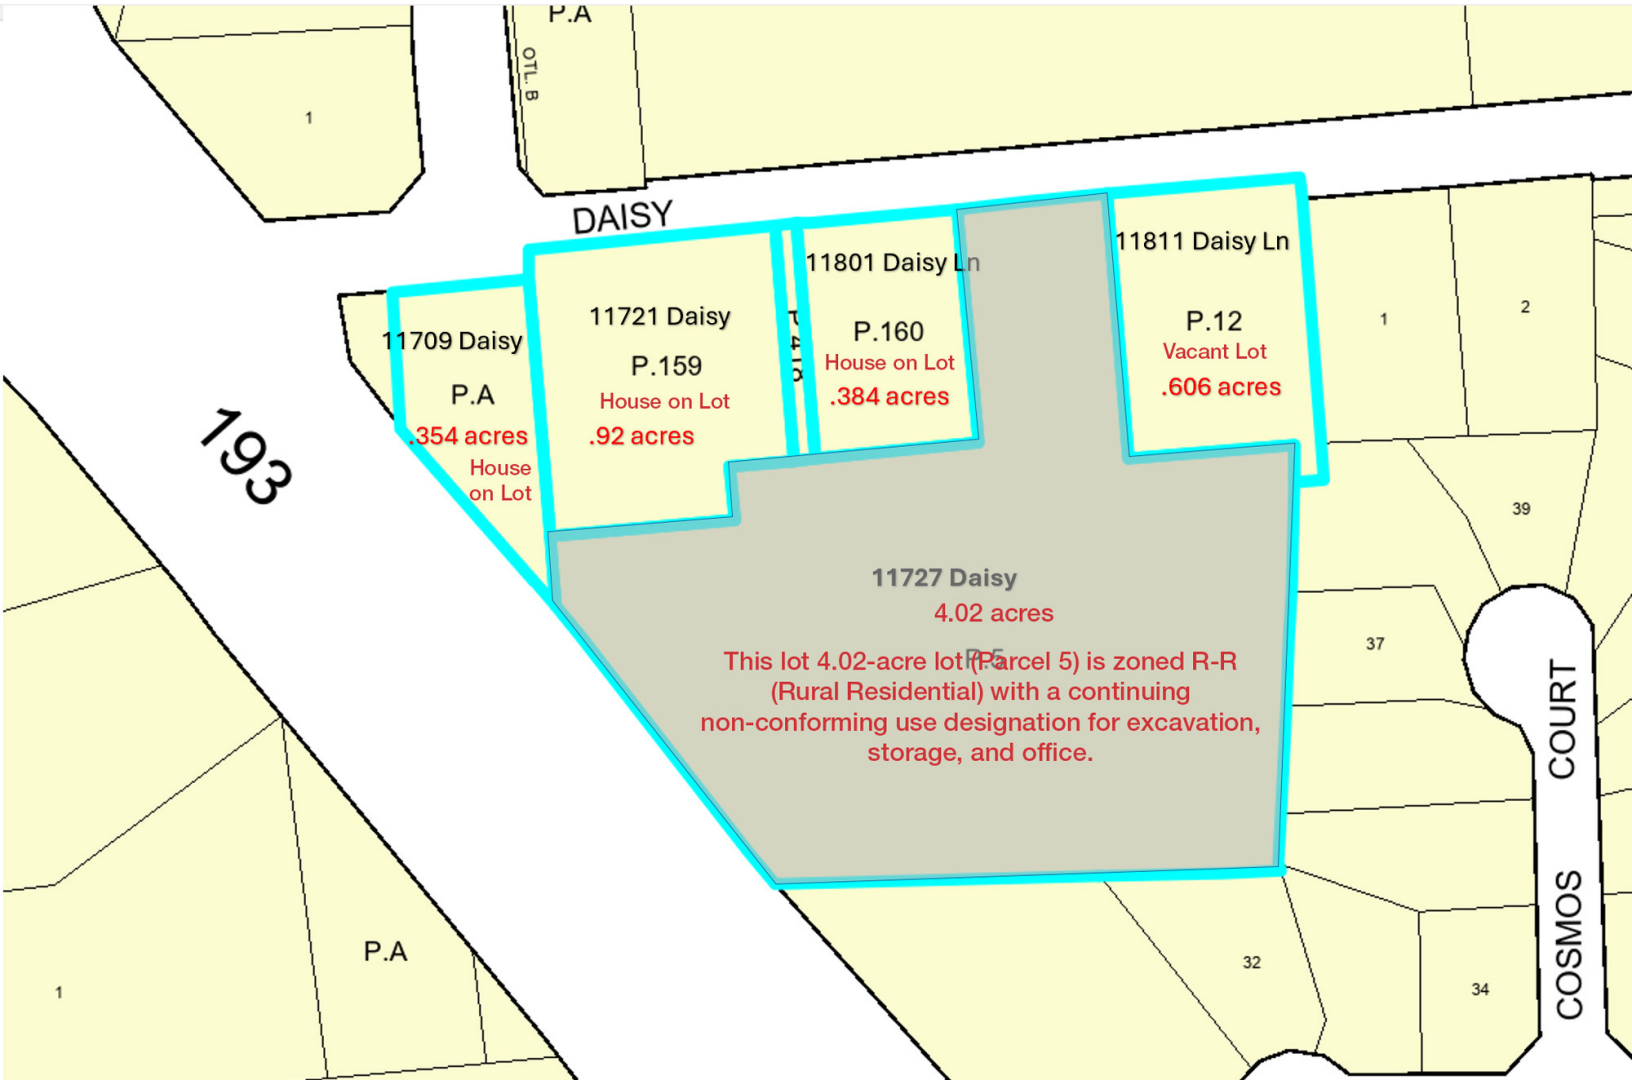 P.A
OTL. B
1
DAISY
193
11709 Daisy
P.A
.354 acres
House
on Lot
11721 Daisy
P.159
House on Lot
.92 acres
P.418
11801 Daisy Ln
P.160
House on Lot
.384 acres
11811 Daisy Ln
P.12
Vacant Lot
.606 acres
1
2
39
37
11727 Daisy
4.02 acres
P.5
This lot 4.02-acre lot (Parcel 5) is zoned R-R
(Rural Residential) with a continuing
non-conforming use designation for excavation,
storage, and office.
COSMOS COURT
P.A
1
32
34